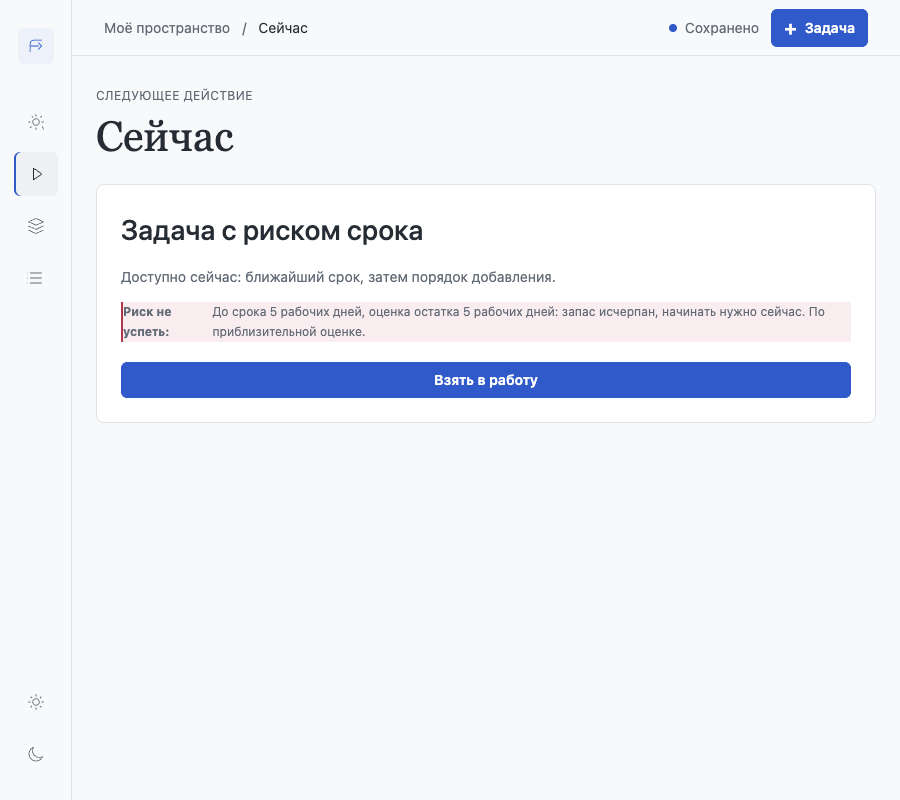 Моё пространство / Сейчас
Сохранено
+ Задача
СЛЕДУЮЩЕЕ ДЕЙСТВИЕ
Сейчас
Задача с риском срока
Доступно сейчас: ближайший срок, затем порядок добавления.
Риск не успеть:
До срока 5 рабочих дней, оценка остатка 5 рабочих дней: запас исчерпан, начинать нужно сейчас. По
приблизительной оценке.
Взять в работу